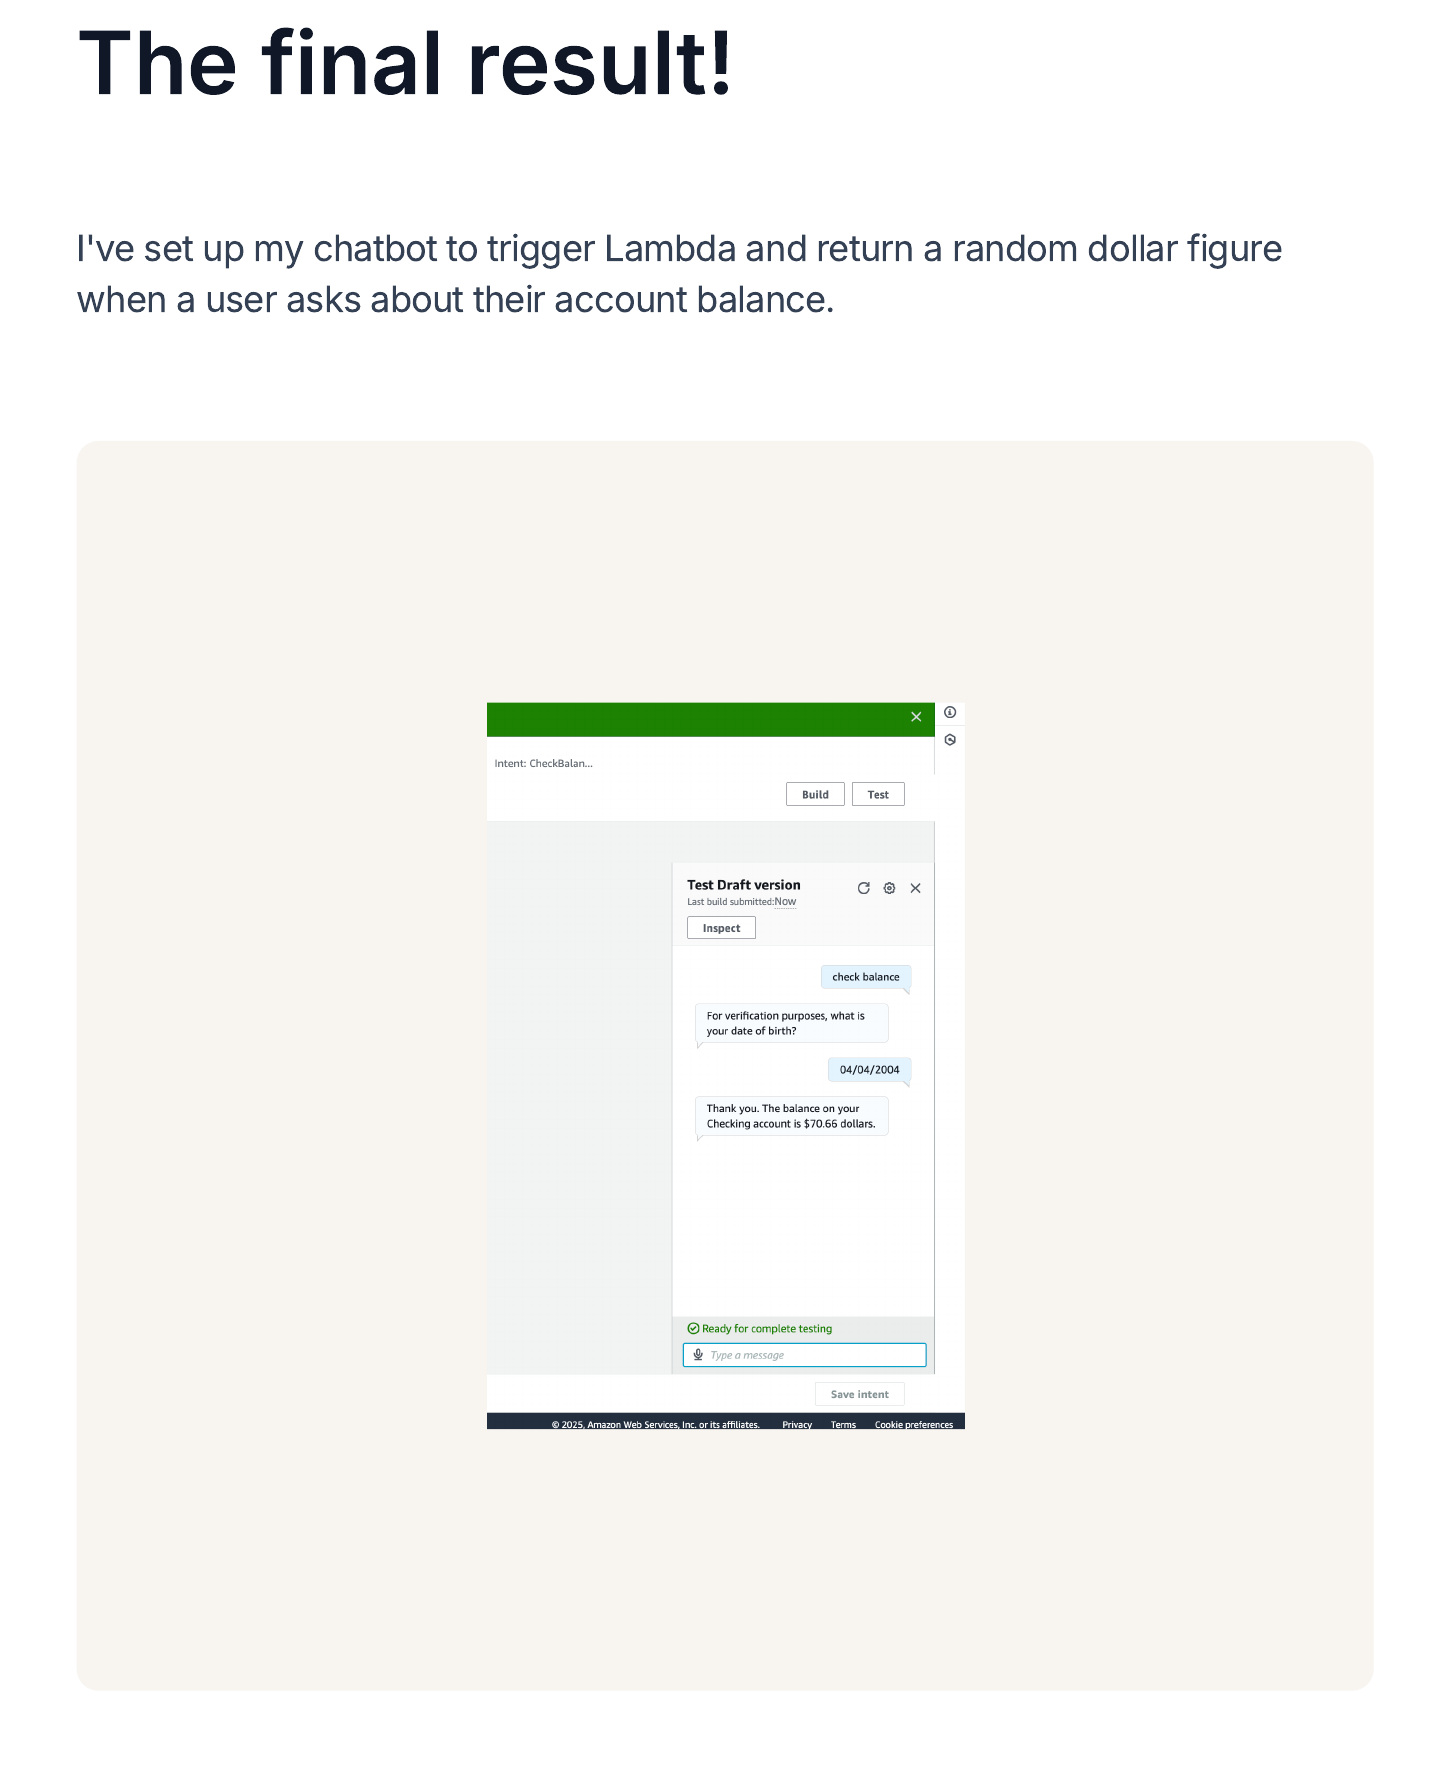 The final result!
I've set up my chatbot to trigger Lambda and return a random dollar figure
when a user asks about their account balance.
Intent: CheckBalan...
Build Test
Test Draft version
Last build submitted:Now
Inspect
check balance
For verification purposes, what is
your date of birth?
04/04/2004
Thank you. The balance on your
Checking account is $70.66 dollars.
Ready for complete testing
Type a message
Save intent
© 2025, Amazon Web Services, Inc. or its affiliates. Privacy Terms Cookie preferences